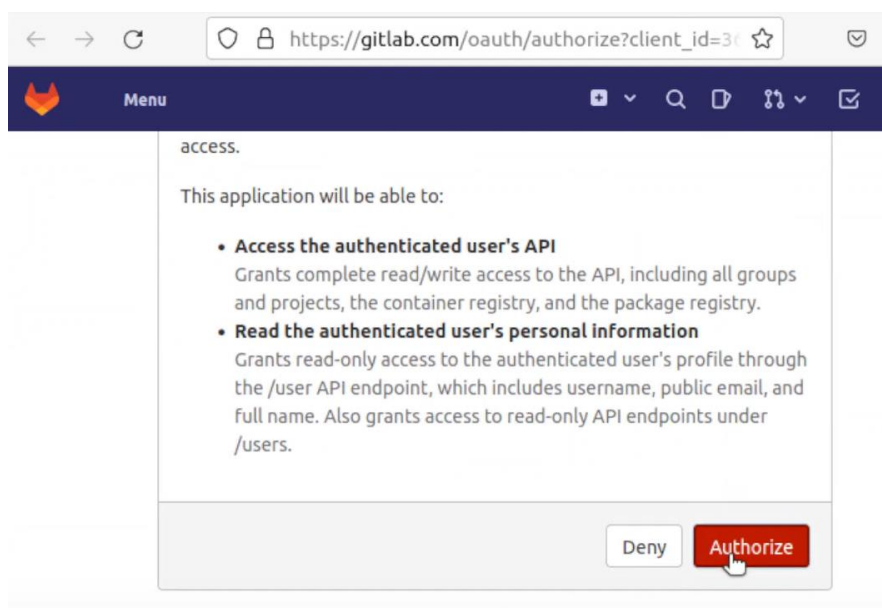 https://gitlab.com/oauth/authorize?client_id=3
Menu
access.
This application will be able to:
• Access the authenticated user's API
Grants complete read/write access to the API, including all groups
and projects, the container registry, and the package registry.
• Read the authenticated user's personal information
Grants read-only access to the authenticated user's profile through
the /user API endpoint, which includes username, public email, and
full name. Also grants access to read-only API endpoints under
/users.
Deny Authorize